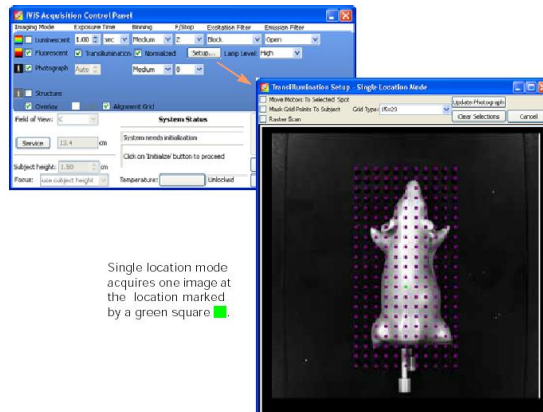 IVIS Acquisition Control Panel
Imaging Mode Exposure Time Binning F/Stop Excitation Filter Emission Filter
Luminescent 1.00 sec Medium 2 Block Open
Fluorescent Transillumination Normalized Setup... Lamp Level: High
Photograph Auto Medium 8
Structure
Overlay Alignment Grid
Field of View: C System Status
Service 13.4 cm System needs initialization
Click on 'Initialize' button to proceed
Subject height: 1.50 cm
Focus: use subject height Temperature: Unlocked
Transillumination Setup - Single Location Mode
Move Motors To Selected Spot
Mask Grid Points To Subject Grid Type: 15x23 Update Photograph
Raster Scan Clear Selections Cancel
Single location mode
acquires one image at
the location marked
by a green square .